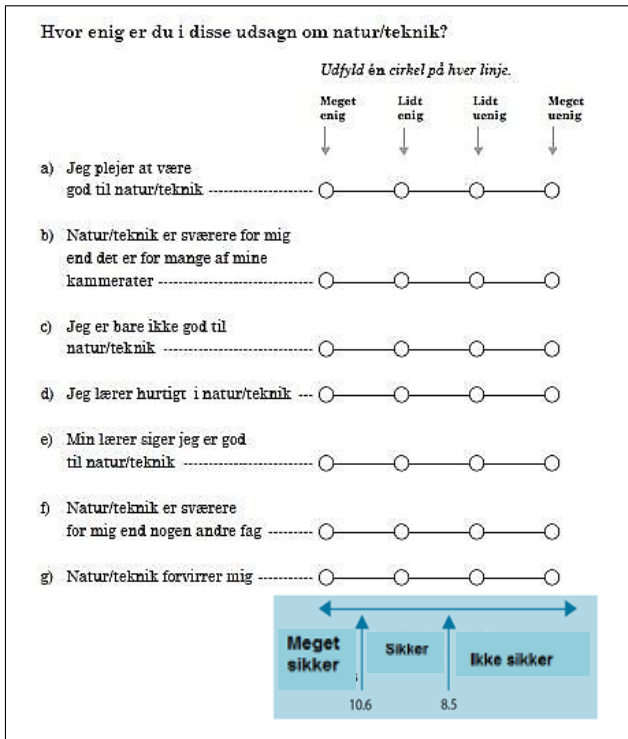 Hvor enig er du i disse udsagn om natur/teknik?
Udfyld én cirkel på hver linje.
Meget enig
Lidt enig
Lidt uenig
Meget uenig
a) Jeg plejer at være
god til natur/teknik
b) Natur/teknik er sværere for mig
end det er for mange af mine
kammerater
c) Jeg er bare ikke god til
natur/teknik
d) Jeg lærer hurtigt i natur/teknik
e) Min lærer siger jeg er god
til natur/teknik
f) Natur/teknik er sværere
for mig end nogen andre fag
g) Natur/teknik forvirrer mig
Meget sikker
Sikker
Ikke sikker
10.6
8.5